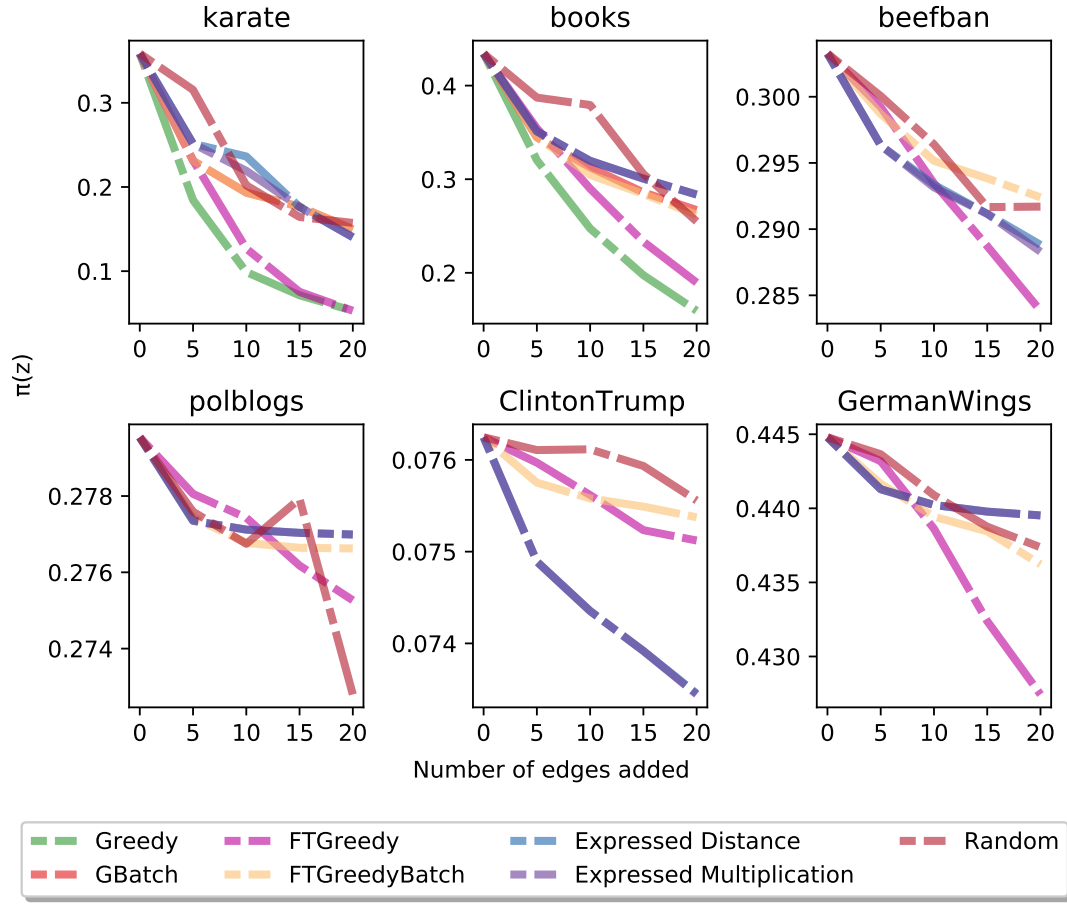 karate books beefban
0.3 0.4 0.300
0.2 0.3 0.295
0.1 0.2 0.290
0.285
0 5 10 15 20 0 5 10 15 20 0 5 10 15 20
π(z)
polblogs ClintonTrump GermanWings
0.278 0.076 0.445
0.276 0.075 0.440
0.274 0.074 0.435
0.430
0 5 10 15 20 0 5 10 15 20 0 5 10 15 20
Number of edges added
Greedy FTGreedy Expressed Distance Random
GBatch FTGreedyBatch Expressed Multiplication